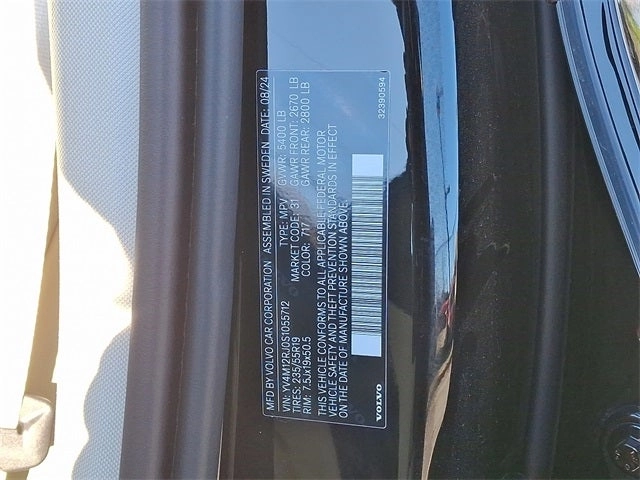 MFD BY VOLVO CAR CORPORATION ASSEMBLED IN SWEDEN DATE: 08/24
VIN: YV4M12RJ0S1055712 TYPE: MPV GVWR: 5400 LB
TIRES: 235/55R19 MARKET CODE: 31 GAWR FRONT: 2670 LB
RIM: 7.5Jx19x50.5 COLOR: 717 GAWR REAR: 2800 LB
THIS VEHICLE CONFORMS TO ALL APPLICABLE FEDERAL MOTOR
VEHICLE SAFETY AND THEFT PREVENTION STANDARDS IN EFFECT
ON THE DATE OF MANUFACTURE SHOWN ABOVE.
VOLVO 32390594